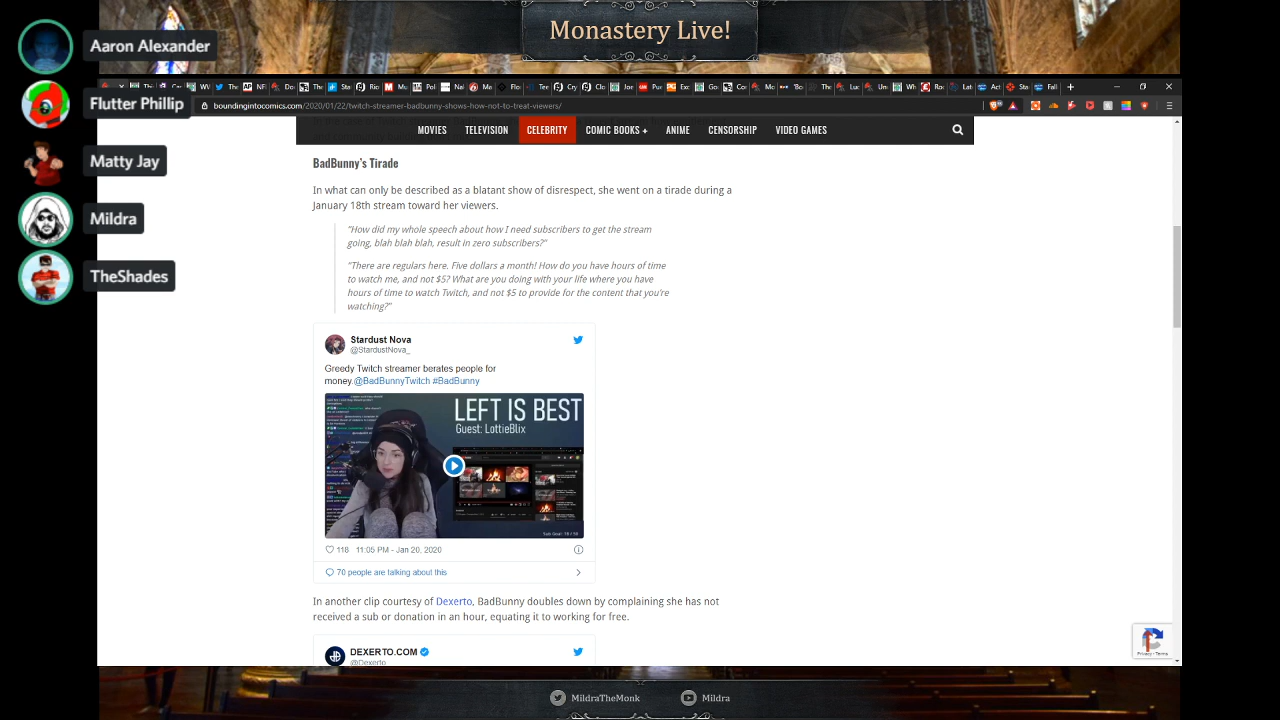 Monastery Live!
Aaron Alexander
Flutter Phillip
Matty Jay
Mildra
TheShades
boundingintocomics.com/2020/01/22/twitch-streamer-badbunny-shows-how-not-to-treat-viewers/
MOVIES TELEVISION CELEBRITY COMIC BOOKS + ANIME CENSORSHIP VIDEO GAMES
BadBunny's Tirade
In what can only be described as a blatant show of disrespect, she went on a tirade during a
January 18th stream toward her viewers.
"How did my whole speech about how I need subscribers to get the stream
going, blah blah blah, result in zero subscribers?"
"There are regulars here. Five dollars a month! How do you have hours of time
to watch me, and not $5? What are you doing with your life where you have
hours of time to watch Twitch, and not $5 to provide for the content that you're
watching?"
Stardust Nova
@StardustNova_
Greedy Twitch streamer berates people for
money.@BadBunnyTwitch #BadBunny
LEFT IS BEST
Guest: LottieBlix
118 11:05 PM - Jan 20, 2020
70 people are talking about this
In another clip courtesy of Dexerto, BadBunny doubles down by complaining she has not
received a sub or donation in an hour, equating it to working for free.
DEXERTO.COM
@Dexerto
Privacy - Terms
MildraTheMonk Mildra